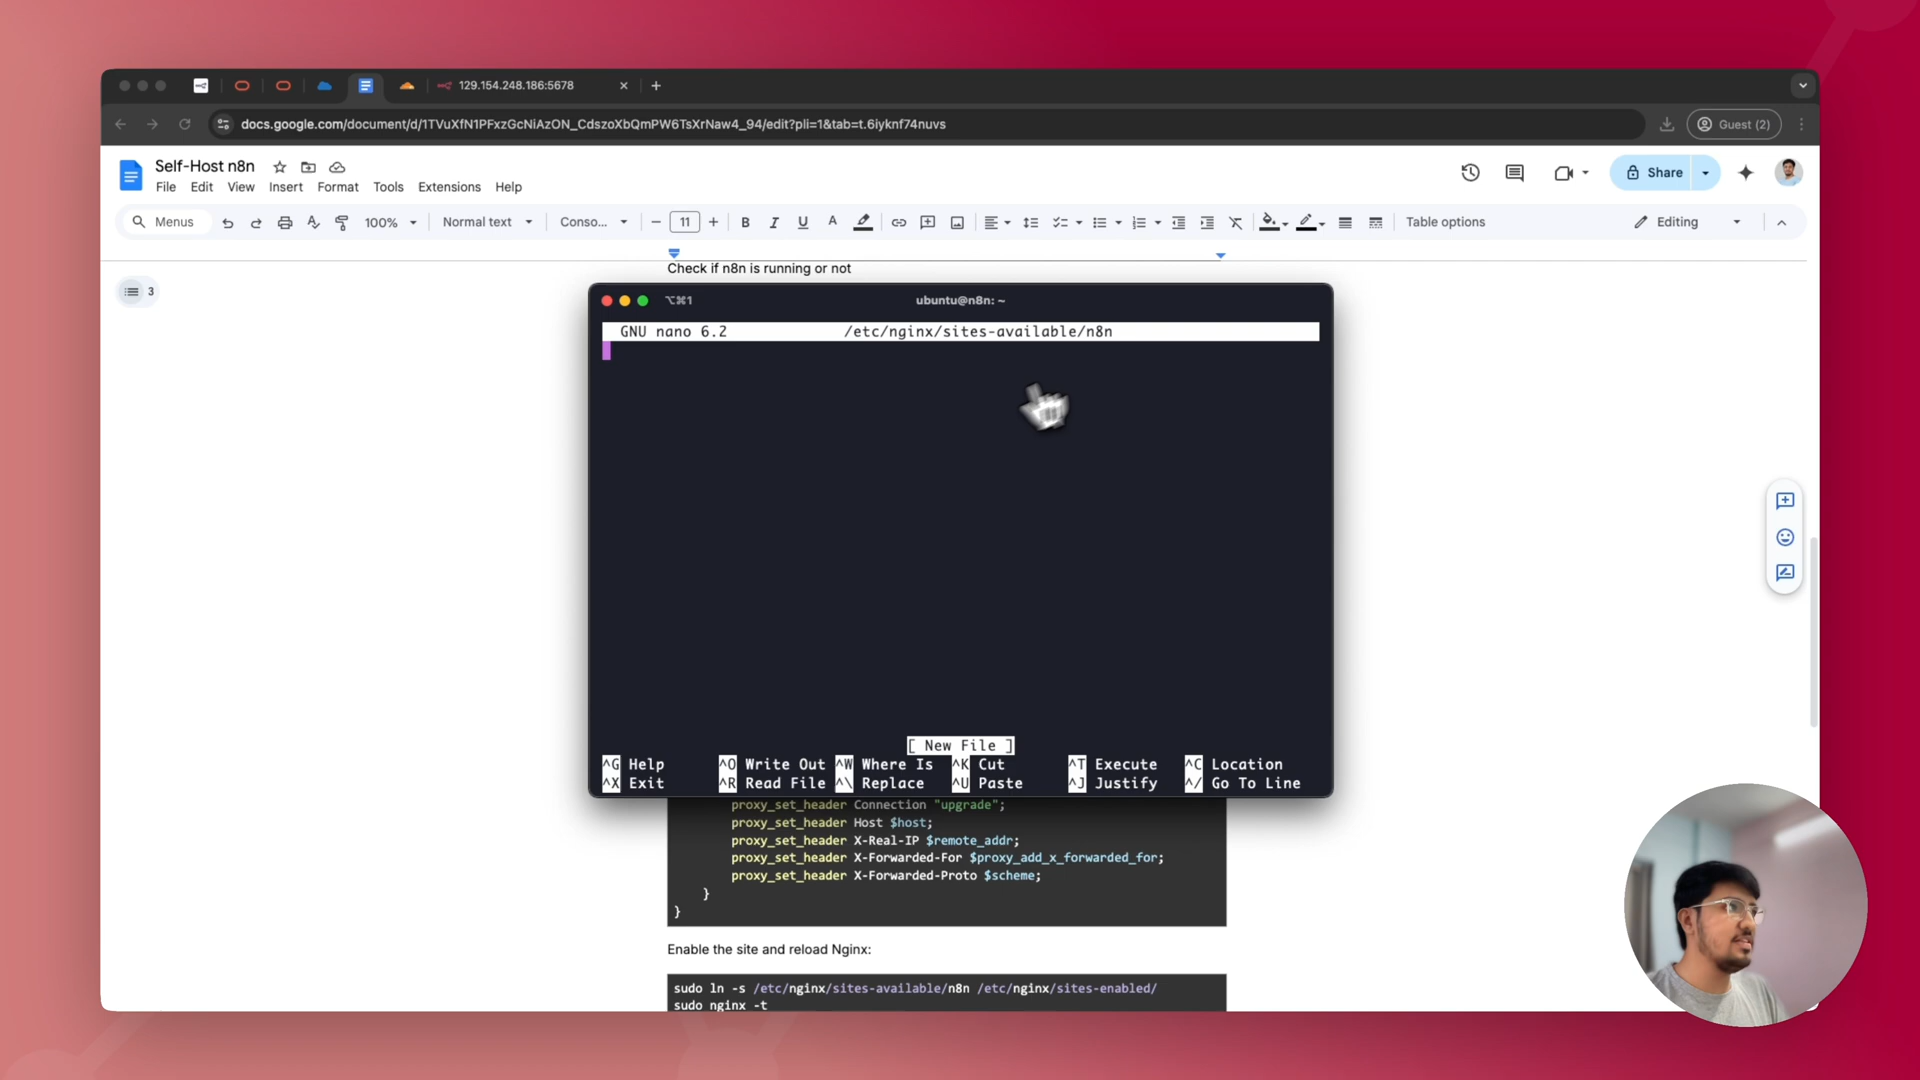 129.154.248.186:5678
docs.google.com/document/d/1TVuXfN1PFxzGcNiAzON_CdszoXbQmPW6TsXrNaw4_94/edit?pli=1&tab=t.6iyknf74nuvs
Guest (2)
Self-Host n8n
File Edit View Insert Format Tools Extensions Help
Share
Menus 100% Normal text Conso... 11 Table options Editing
Check if n8n is running or not
3
⌥⌘1 ubuntu@n8n: ~
GNU nano 6.2 /etc/nginx/sites-available/n8n
[ New File ]
^G Help ^O Write Out ^W Where Is ^K Cut ^T Execute ^C Location
^X Exit ^R Read File ^\ Replace ^U Paste ^J Justify ^/ Go To Line
proxy_set_header Connection "upgrade";
proxy_set_header Host $host;
proxy_set_header X-Real-IP $remote_addr;
proxy_set_header X-Forwarded-For $proxy_add_x_forwarded_for;
proxy_set_header X-Forwarded-Proto $scheme;
}
}
Enable the site and reload Nginx:
sudo ln -s /etc/nginx/sites-available/n8n /etc/nginx/sites-enabled/
sudo nginx -t